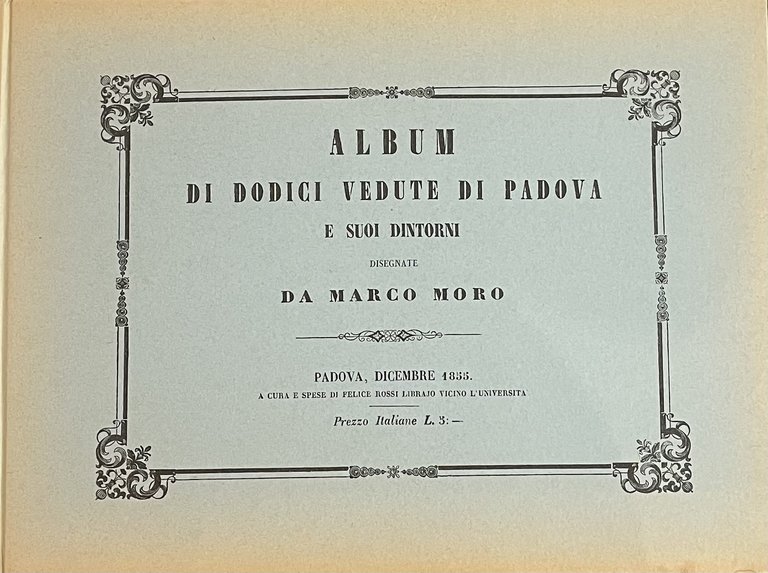 ALBUM
DI DODICI VEDUTE DI PADOVA
E SUOI DINTORNI
DISEGNATE
DA MARCO MORO
PADOVA, DICEMBRE 1855.
A CURA E SPESE DI FELICE ROSSI LIBRAJO VICINO L'UNIVERSITA
Prezzo Italiane L. 3:—